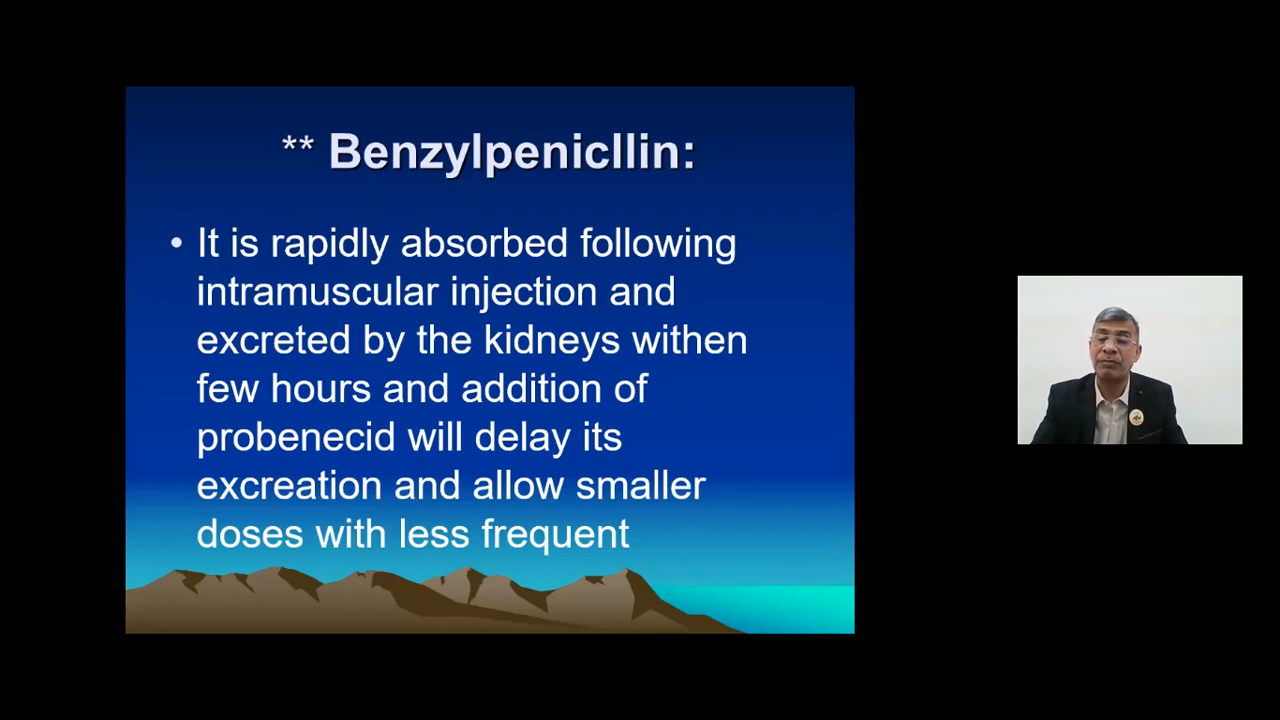 ** Benzylpenicllin:
• It is rapidly absorbed following
intramuscular injection and
excreted by the kidneys withen
few hours and addition of
probenecid will delay its
excreation and allow smaller
doses with less frequent